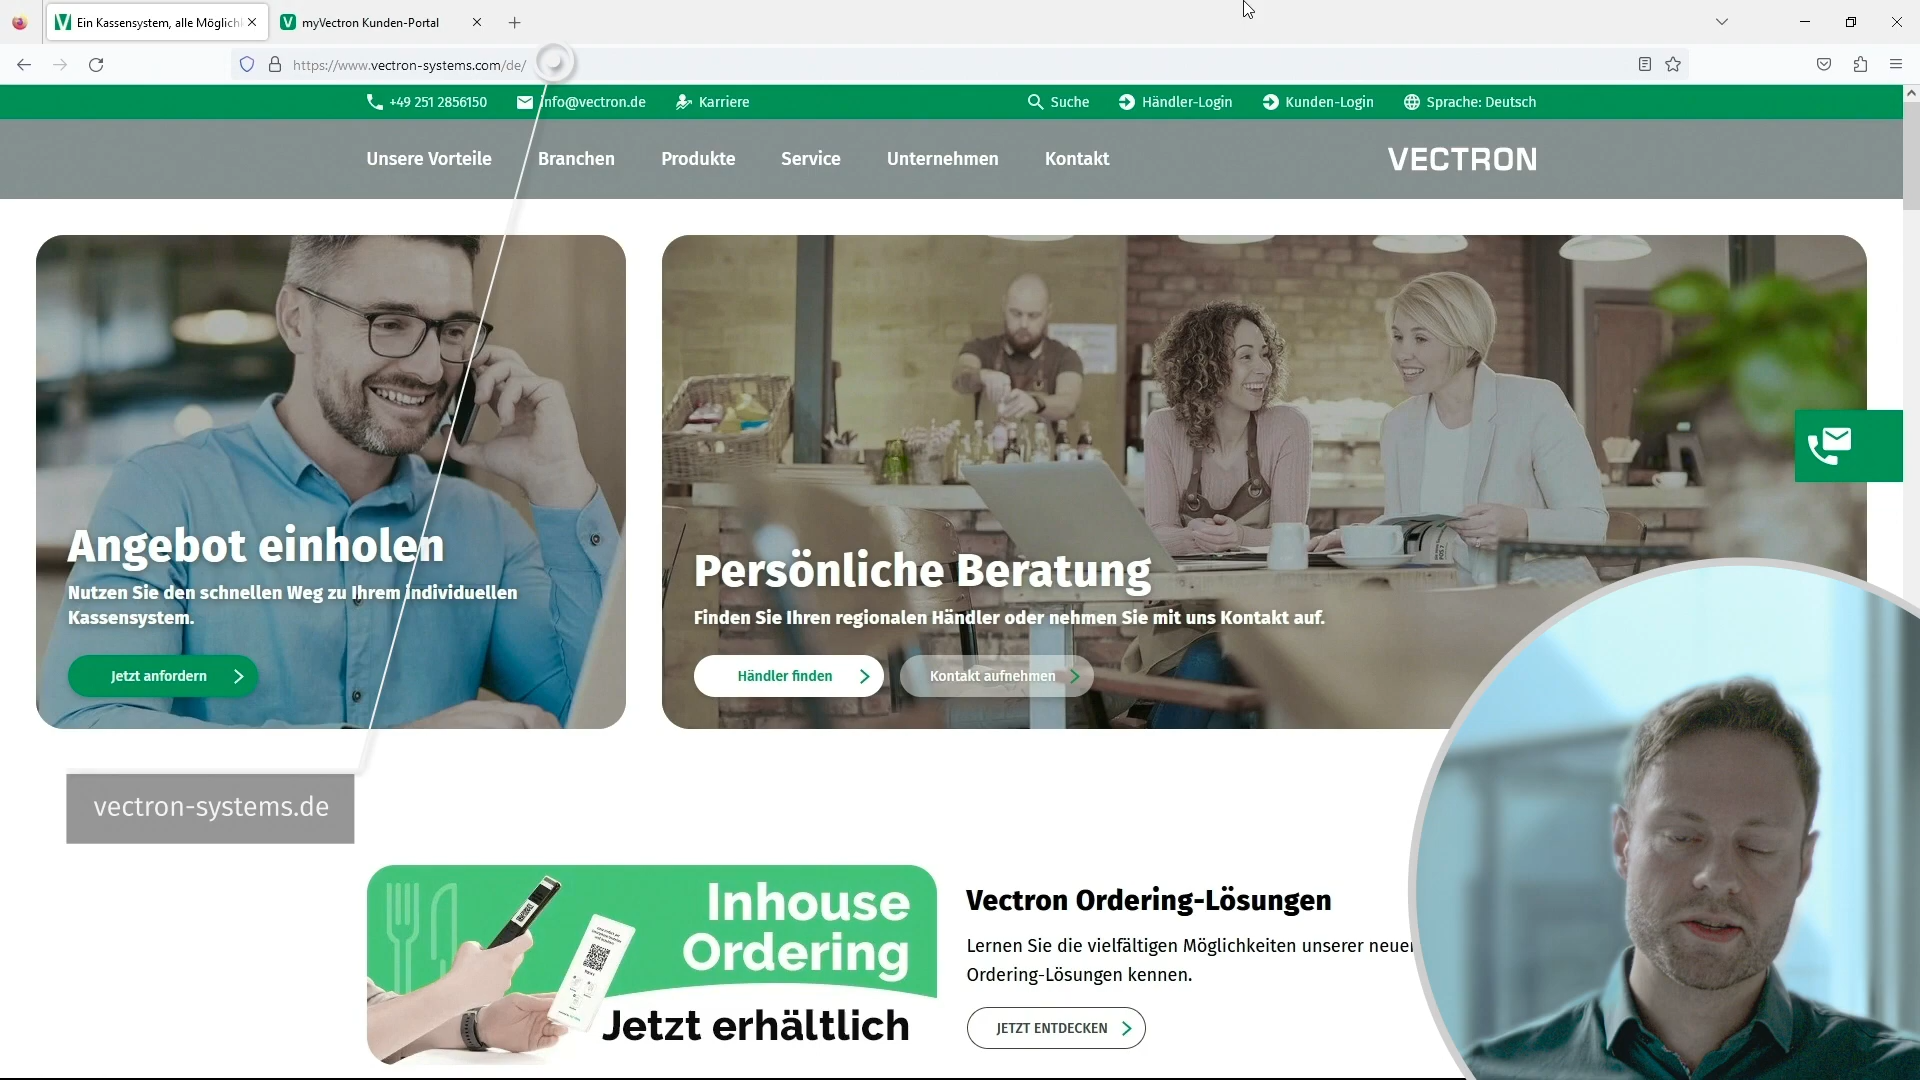 Ein Kassensystem, alle Möglich
myVectron Kunden-Portal
https://www.vectron-systems.com/de/
+49 251 2856150
info@vectron.de
Karriere
Suche
Händler-Login
Kunden-Login
Sprache: Deutsch
Unsere Vorteile
Branchen
Produkte
Service
Unternehmen
Kontakt
VECTRON
Angebot einholen
Nutzen Sie den schnellen Weg zu Ihrem individuellen
Kassensystem.
Jetzt anfordern
Persönliche Beratung
Finden Sie Ihren regionalen Händler oder nehmen Sie mit uns Kontakt auf.
Händler finden
Kontakt aufnehmen
vectron-systems.de
Inhouse
Ordering
Jetzt erhältlich
Vectron Ordering-Lösungen
Lernen Sie die vielfältigen Möglichkeiten unserer neuen
Ordering-Lösungen kennen.
JETZT ENTDECKEN